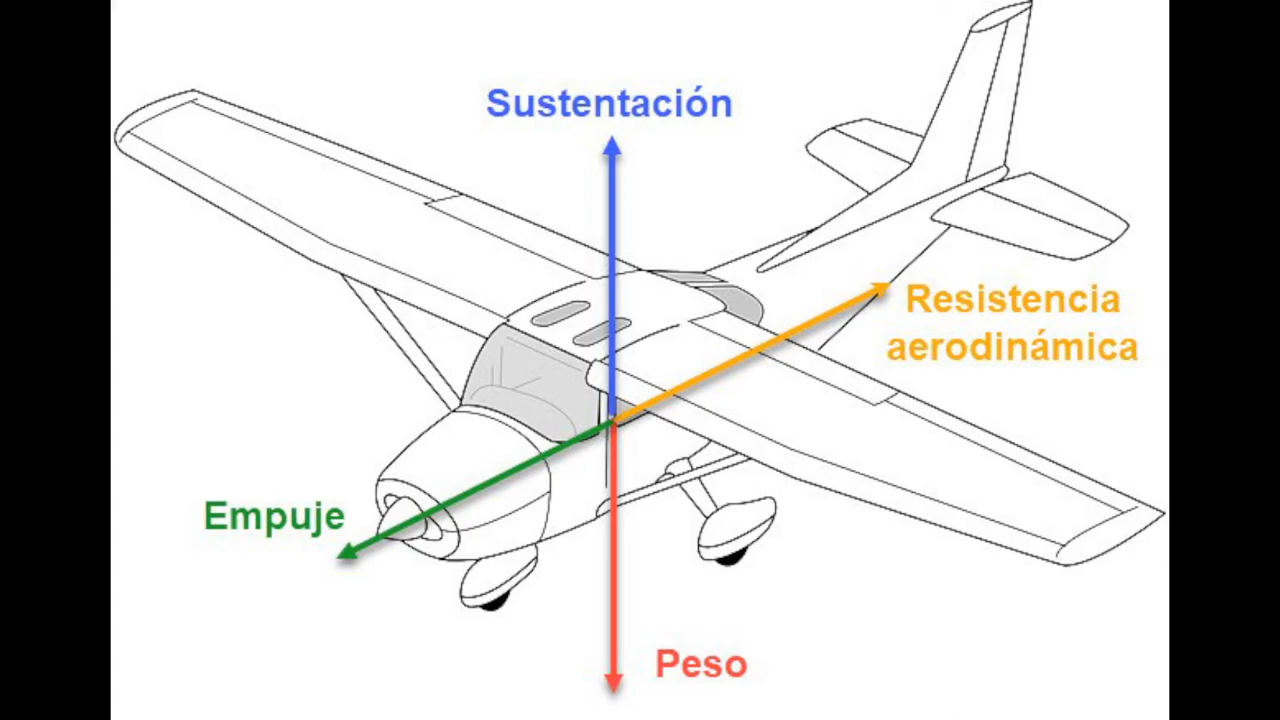 Sustentación
Resistencia
aerodinámica
Empuje
Peso